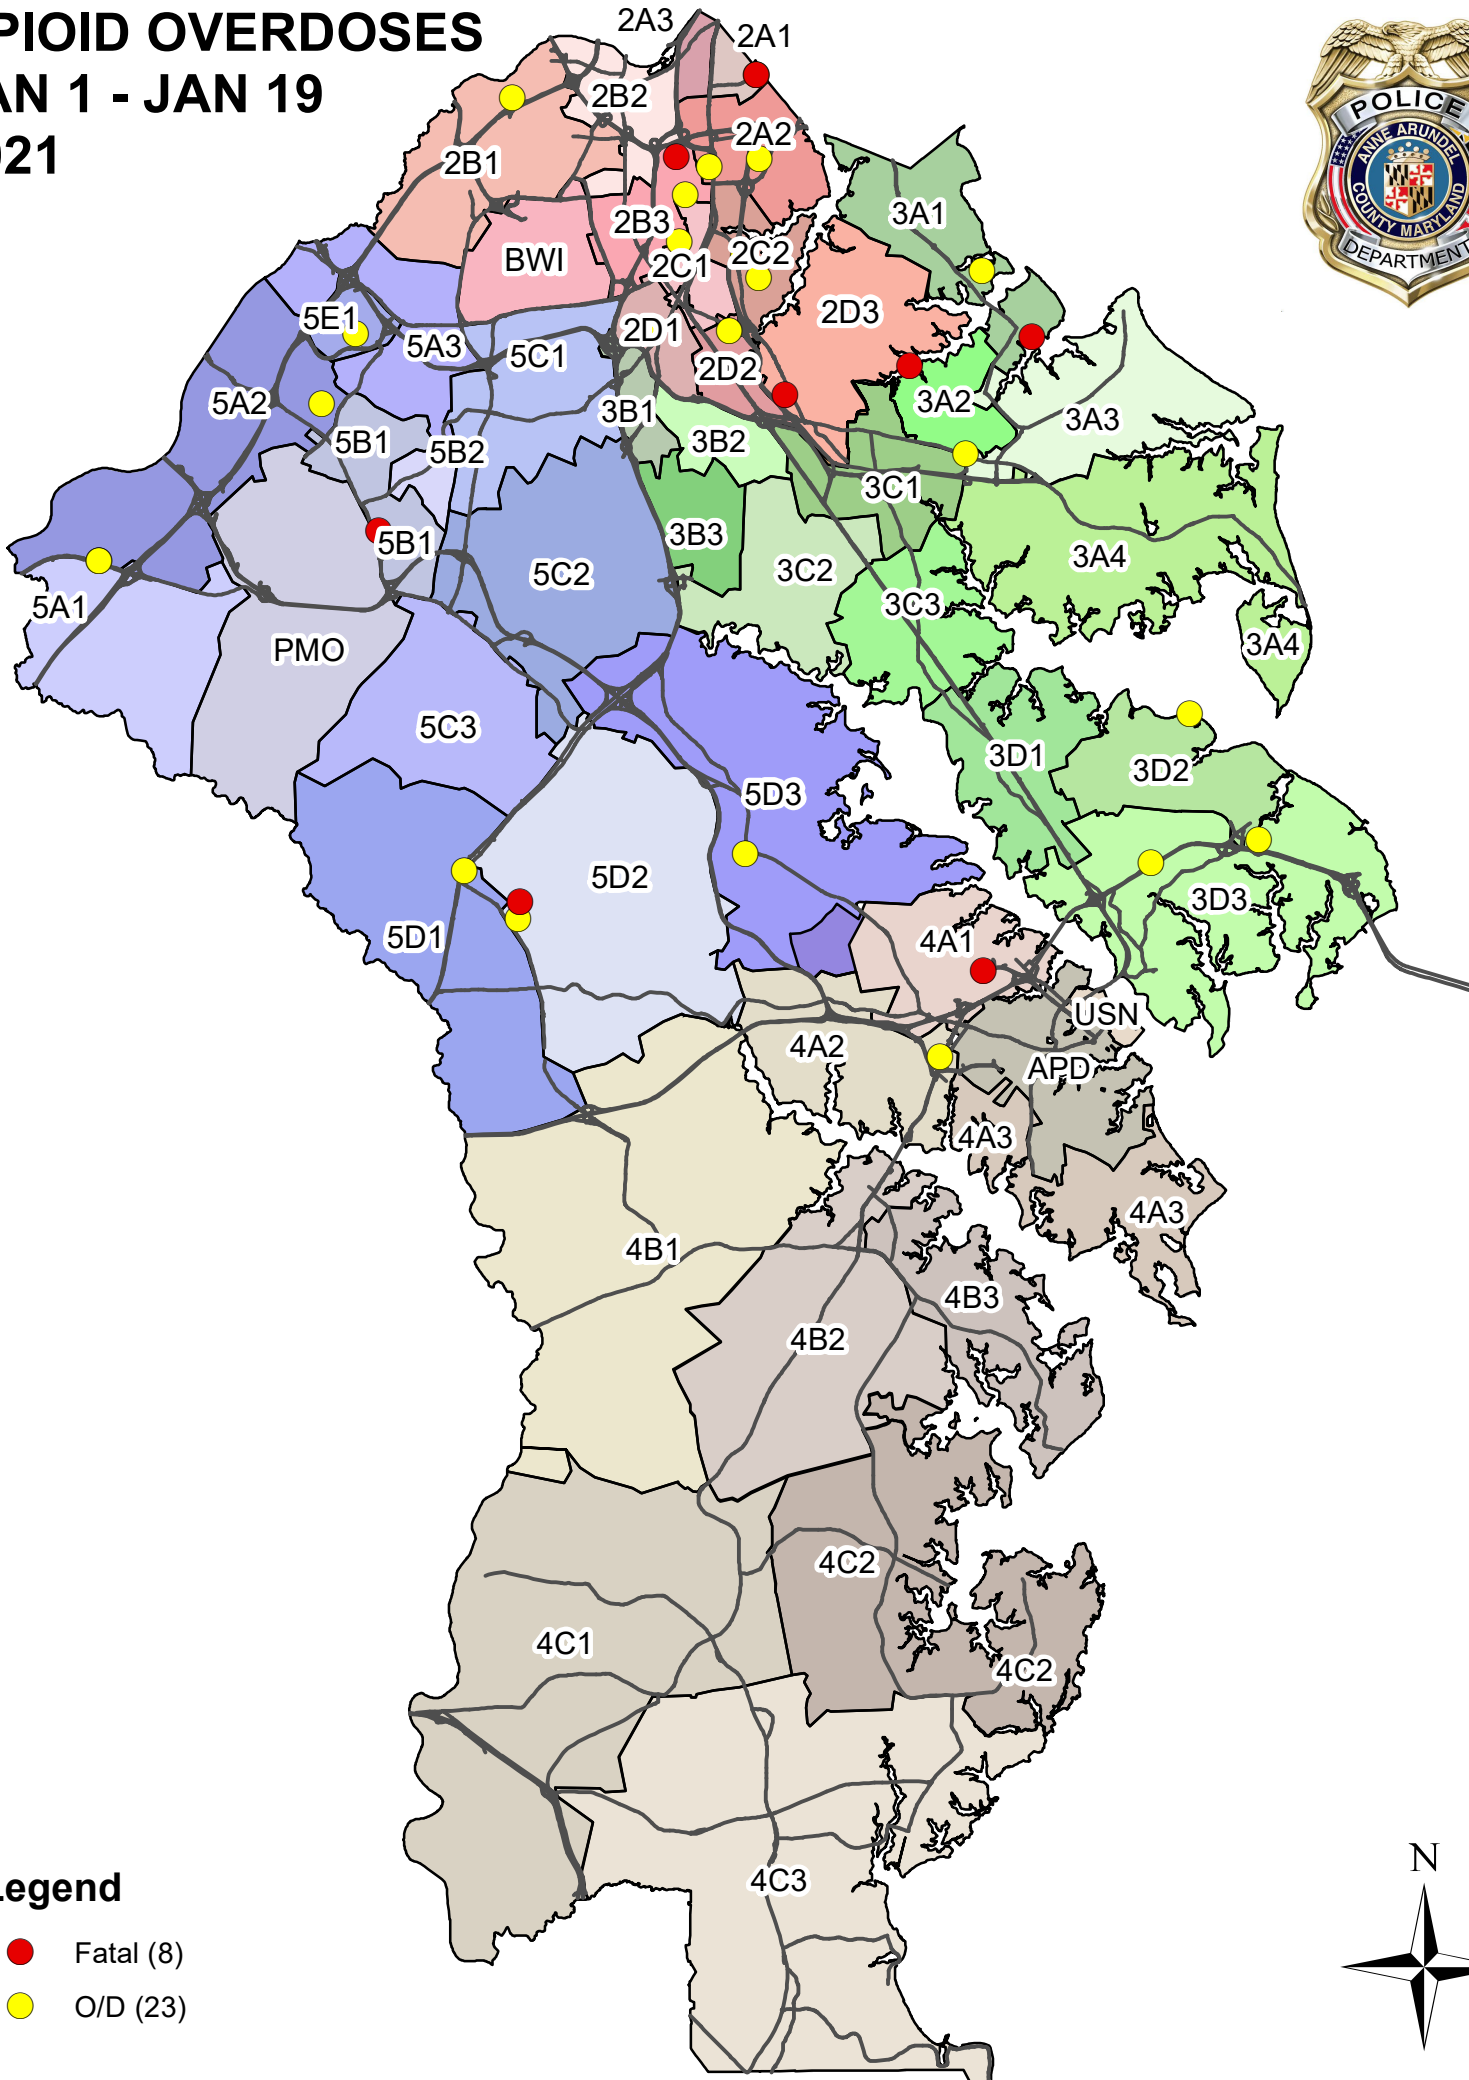 PIOID OVERDOSES
AN 1 - JAN 19
021
2A3
2A1
2B2
2A2
2B1
POLICE
ANNE ARUNDEL
COUNTY MARYLAND
DEPARTMENT
3A1
2B3
BWI
2C1
2C2
5E1
2D3
2D1
5A3
5C1
2D2
5A2
3B1
3A2
3A3
5B1
5B2
3B2
3C1
3B3
5B1
5C2
3C2
3A4
5A1
3C3
PMO
3A4
5C3
3D1
3D2
5D3
5D2
3D3
5D1
4A1
USN
4A2
APD
4A3
4A3
4B1
4B3
4B2
4C2
4C1
4C2
4C3
N
Legend
Fatal (8)
O/D (23)